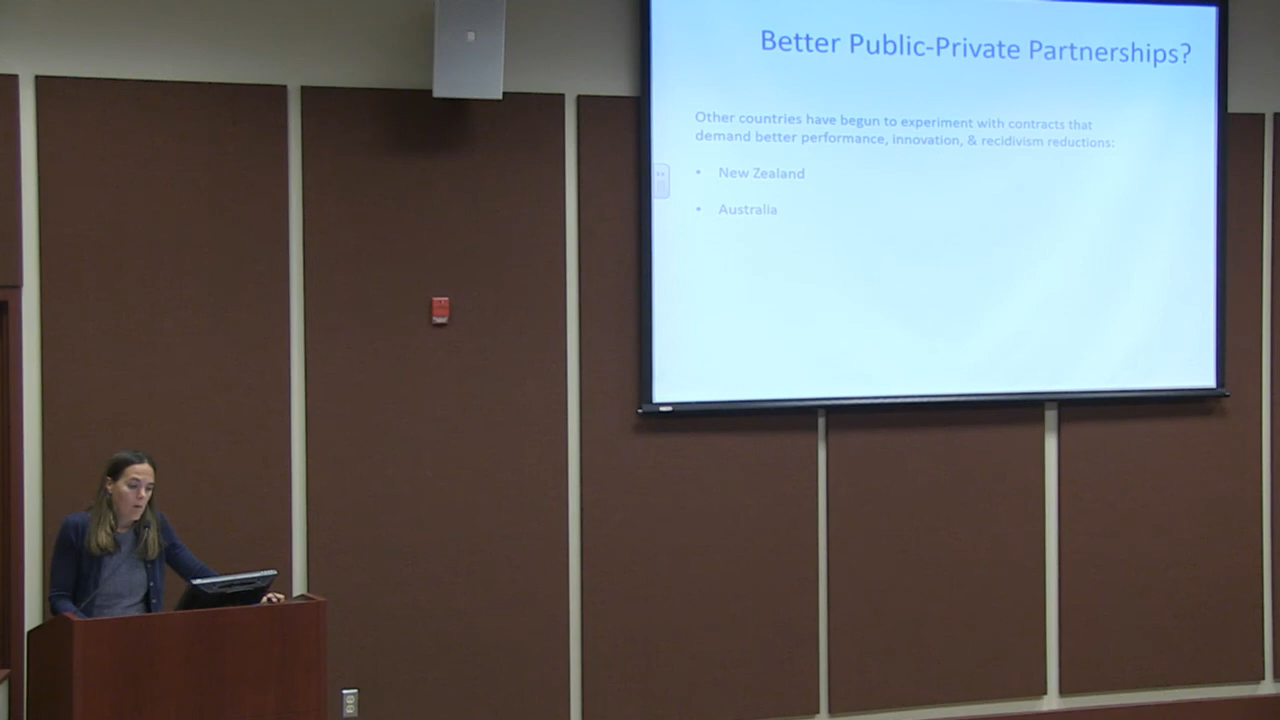 Better Public-Private Partnerships?
Other countries have begun to experiment with contracts that
demand better performance, innovation, & recidivism reductions:
• New Zealand
• Australia